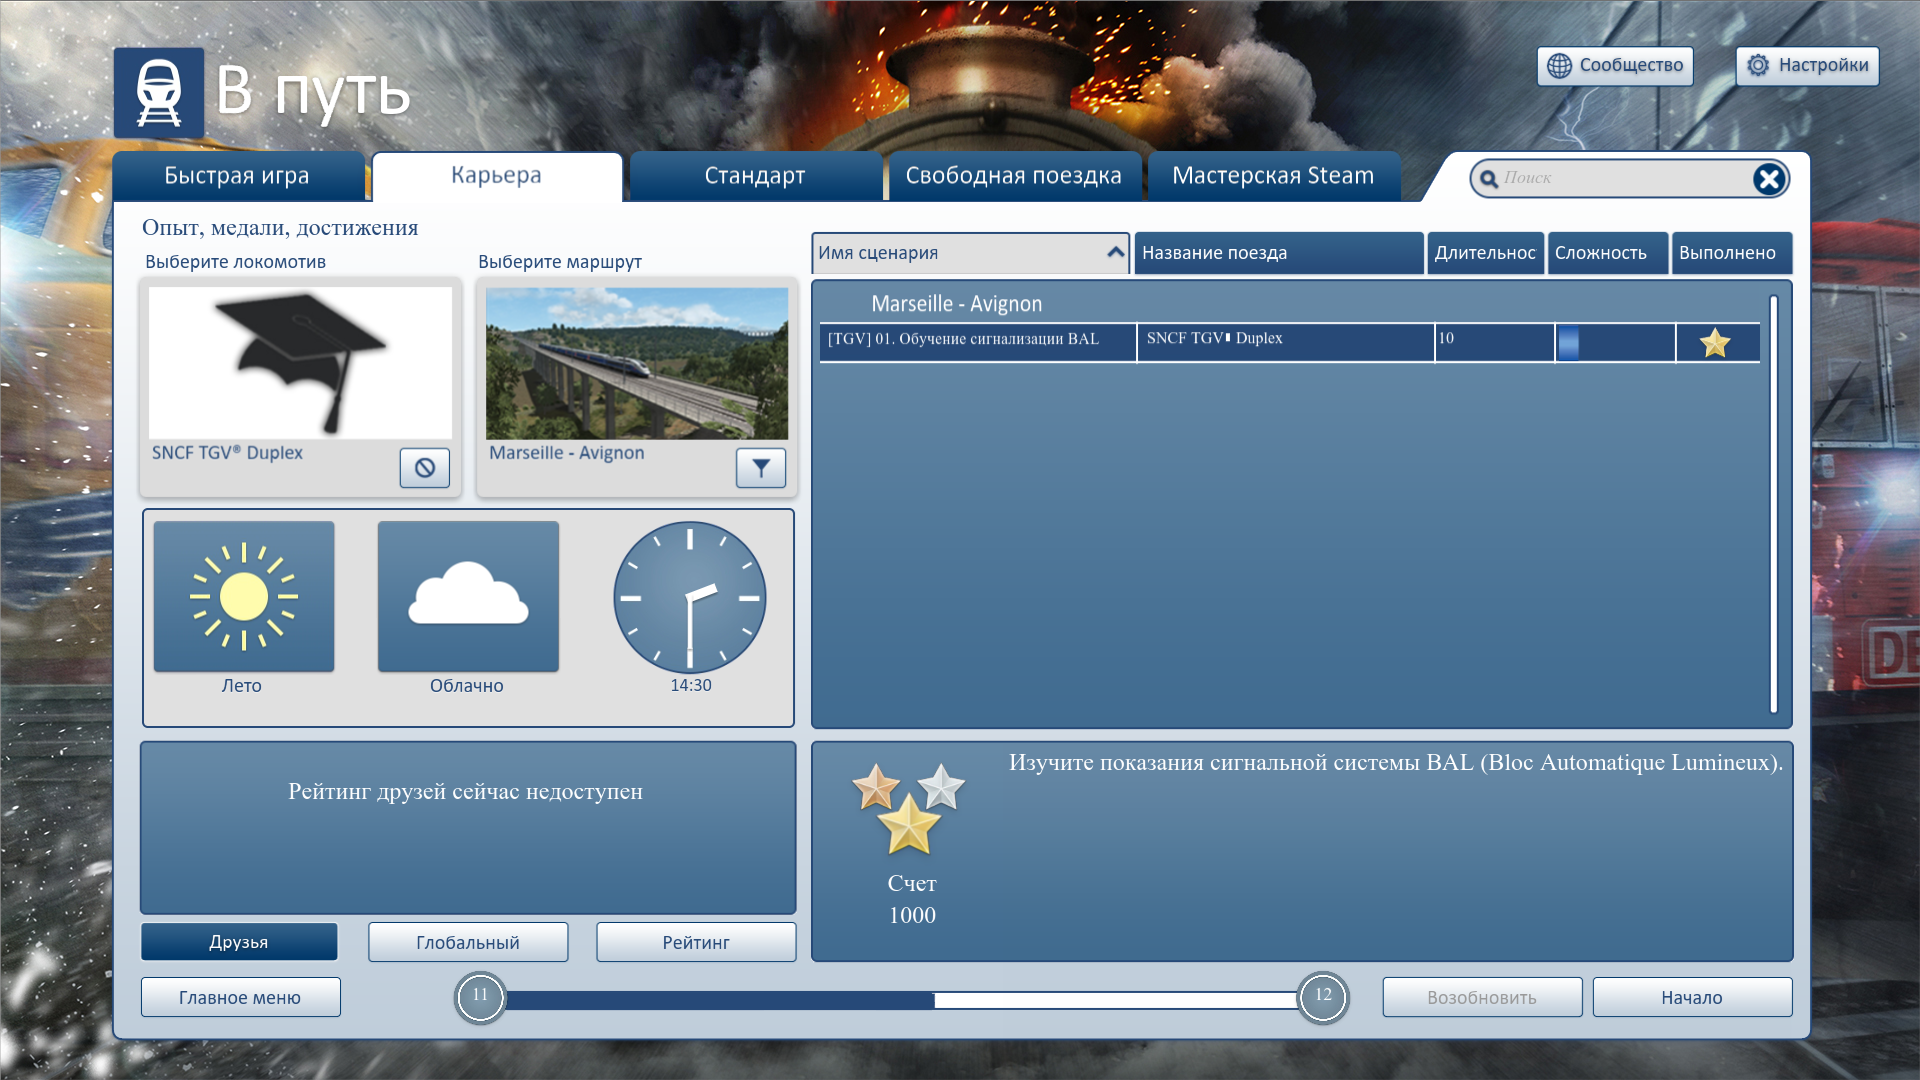 В путь
Сообщество
Настройки
Быстрая игра
Карьера
Стандарт
Свободная поездка
Мастерская Steam
Поиск
Опыт, медали, достижения
Выберите локомотив
Выберите маршрут
SNCF TGV® Duplex
Marseille - Avignon
Имя сценария
Название поезда
Длительнос
Сложность
Выполнено
Marseille - Avignon
[TGV] 01. Обучение сигнализации BAL
SNCF TGV▮ Duplex
10
Лето
Облачно
14:30
Рейтинг друзей сейчас недоступен
Изучите показания сигнальной системы BAL (Bloc Automatique Lumineux).
Счет
1000
Друзья
Глобальный
Рейтинг
Главное меню
11
12
Возобновить
Начало